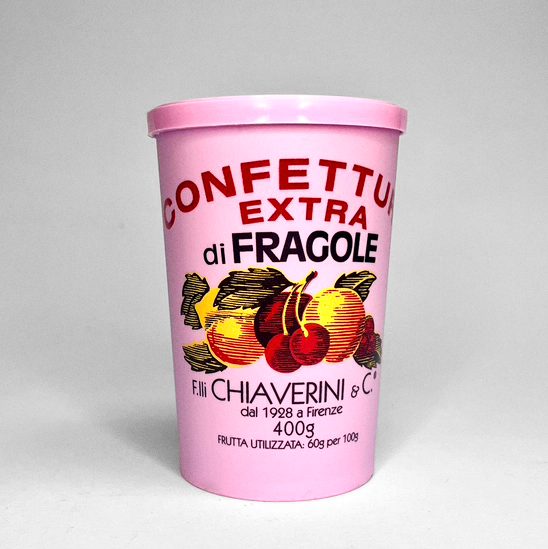 CONFETTUR
EXTRA
di FRAGOLE
F.lli CHIAVERINI & C.®
dal 1928 a Firenze
400g
FRUTTA UTILIZZATA: 60g per 100g